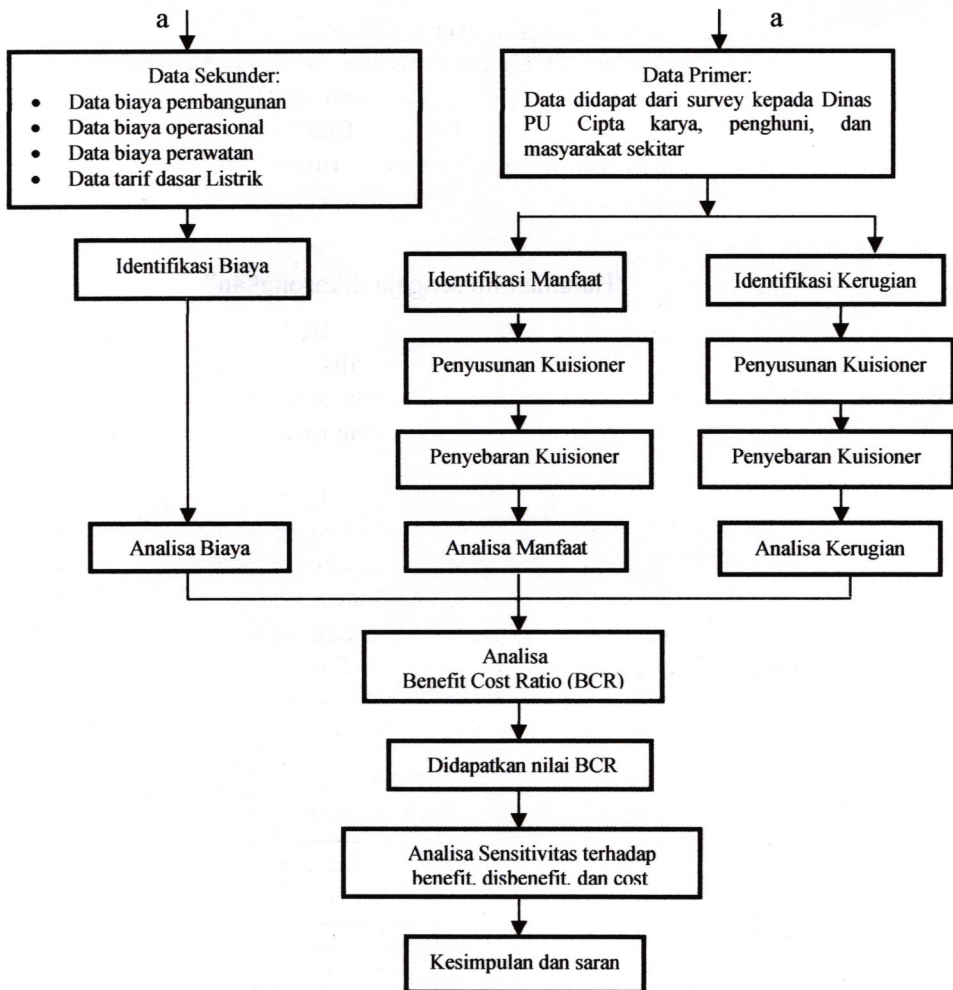 a
a
Data Sekunder:
• Data biaya pembangunan
• Data biaya operasional
• Data biaya perawatan
• Data tarif dasar Listrik
Data Primer:
Data didapat dari survey kepada Dinas
PU Cipta karya, penghuni, dan
masyarakat sekitar
Identifikasi Biaya
Identifikasi Manfaat
Identifikasi Kerugian
Penyusunan Kuisioner
Penyusunan Kuisioner
Penyebaran Kuisioner
Penyebaran Kuisioner
Analisa Biaya
Analisa Manfaat
Analisa Kerugian
Analisa
Benefit Cost Ratio (BCR)
Didapatkan nilai BCR
Analisa Sensitivitas terhadap
benefit, disbenefit, dan cost
Kesimpulan dan saran